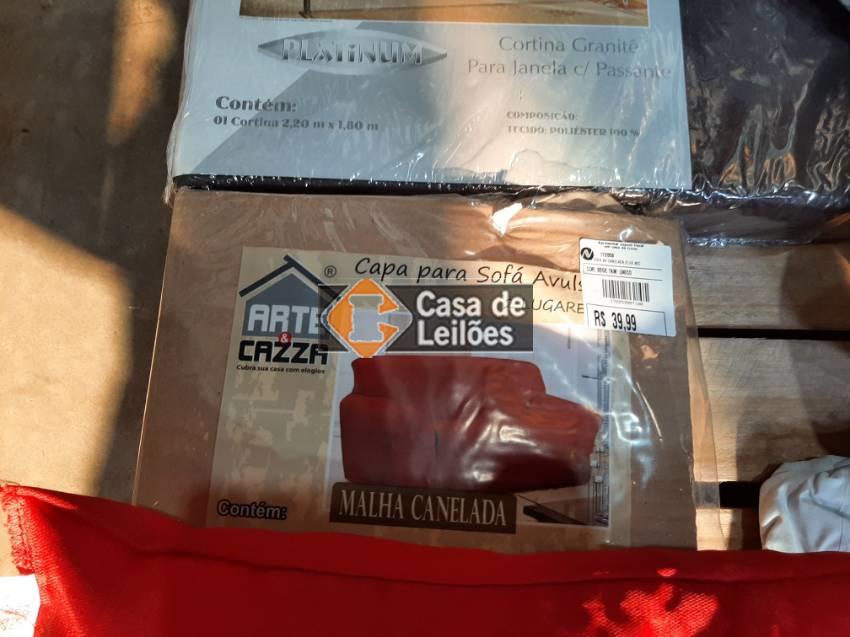 PLATINUM
Cortina Granitê
Para Janela c/ Passante
Contém:
01 Cortina 2,20 m x 1,80 m
COMPOSIÇÃO:
TECIDO: POLIÉSTER 100 %
ARTE
&
CAZZA
Cubra sua casa com elogios
®
Capa para Sofá Avuls
LUGARE
Casa de
Leilões
R$ 39,99
MALHA CANELADA
Contém: